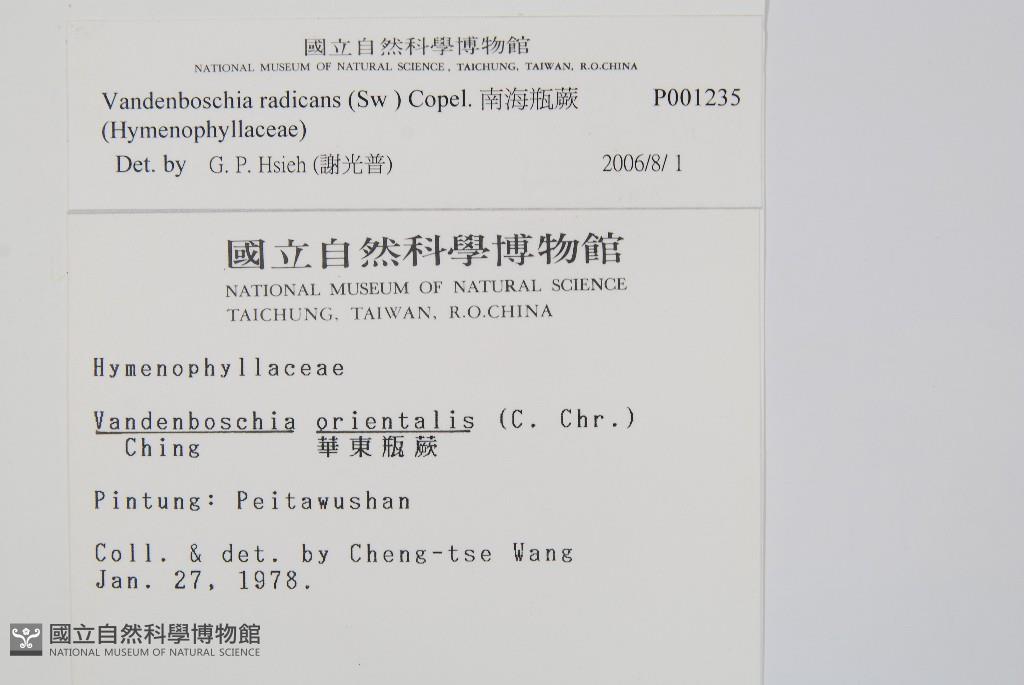 國立自然科學博物館
NATIONAL MUSEUM OF NATURAL SCIENCE, TAICHUNG, TAIWAN, R.O.CHINA
Vandenboschia radicans (Sw ) Copel. 南海瓶蕨 P001235
(Hymenophyllaceae)
Det. by G. P. Hsieh (謝光普) 2006/8/ 1
國立自然科學博物館
NATIONAL MUSEUM OF NATURAL SCIENCE
TAICHUNG, TAIWAN, R.O.CHINA
Hymenophyllaceae
Vandenboschia orientalis (C. Chr.)
Ching 華東瓶蕨
Pintung: Peitawushan
Coll. & det. by Cheng-tse Wang
Jan. 27, 1978.
國立自然科學博物館
NATIONAL MUSEUM OF NATURAL SCIENCE